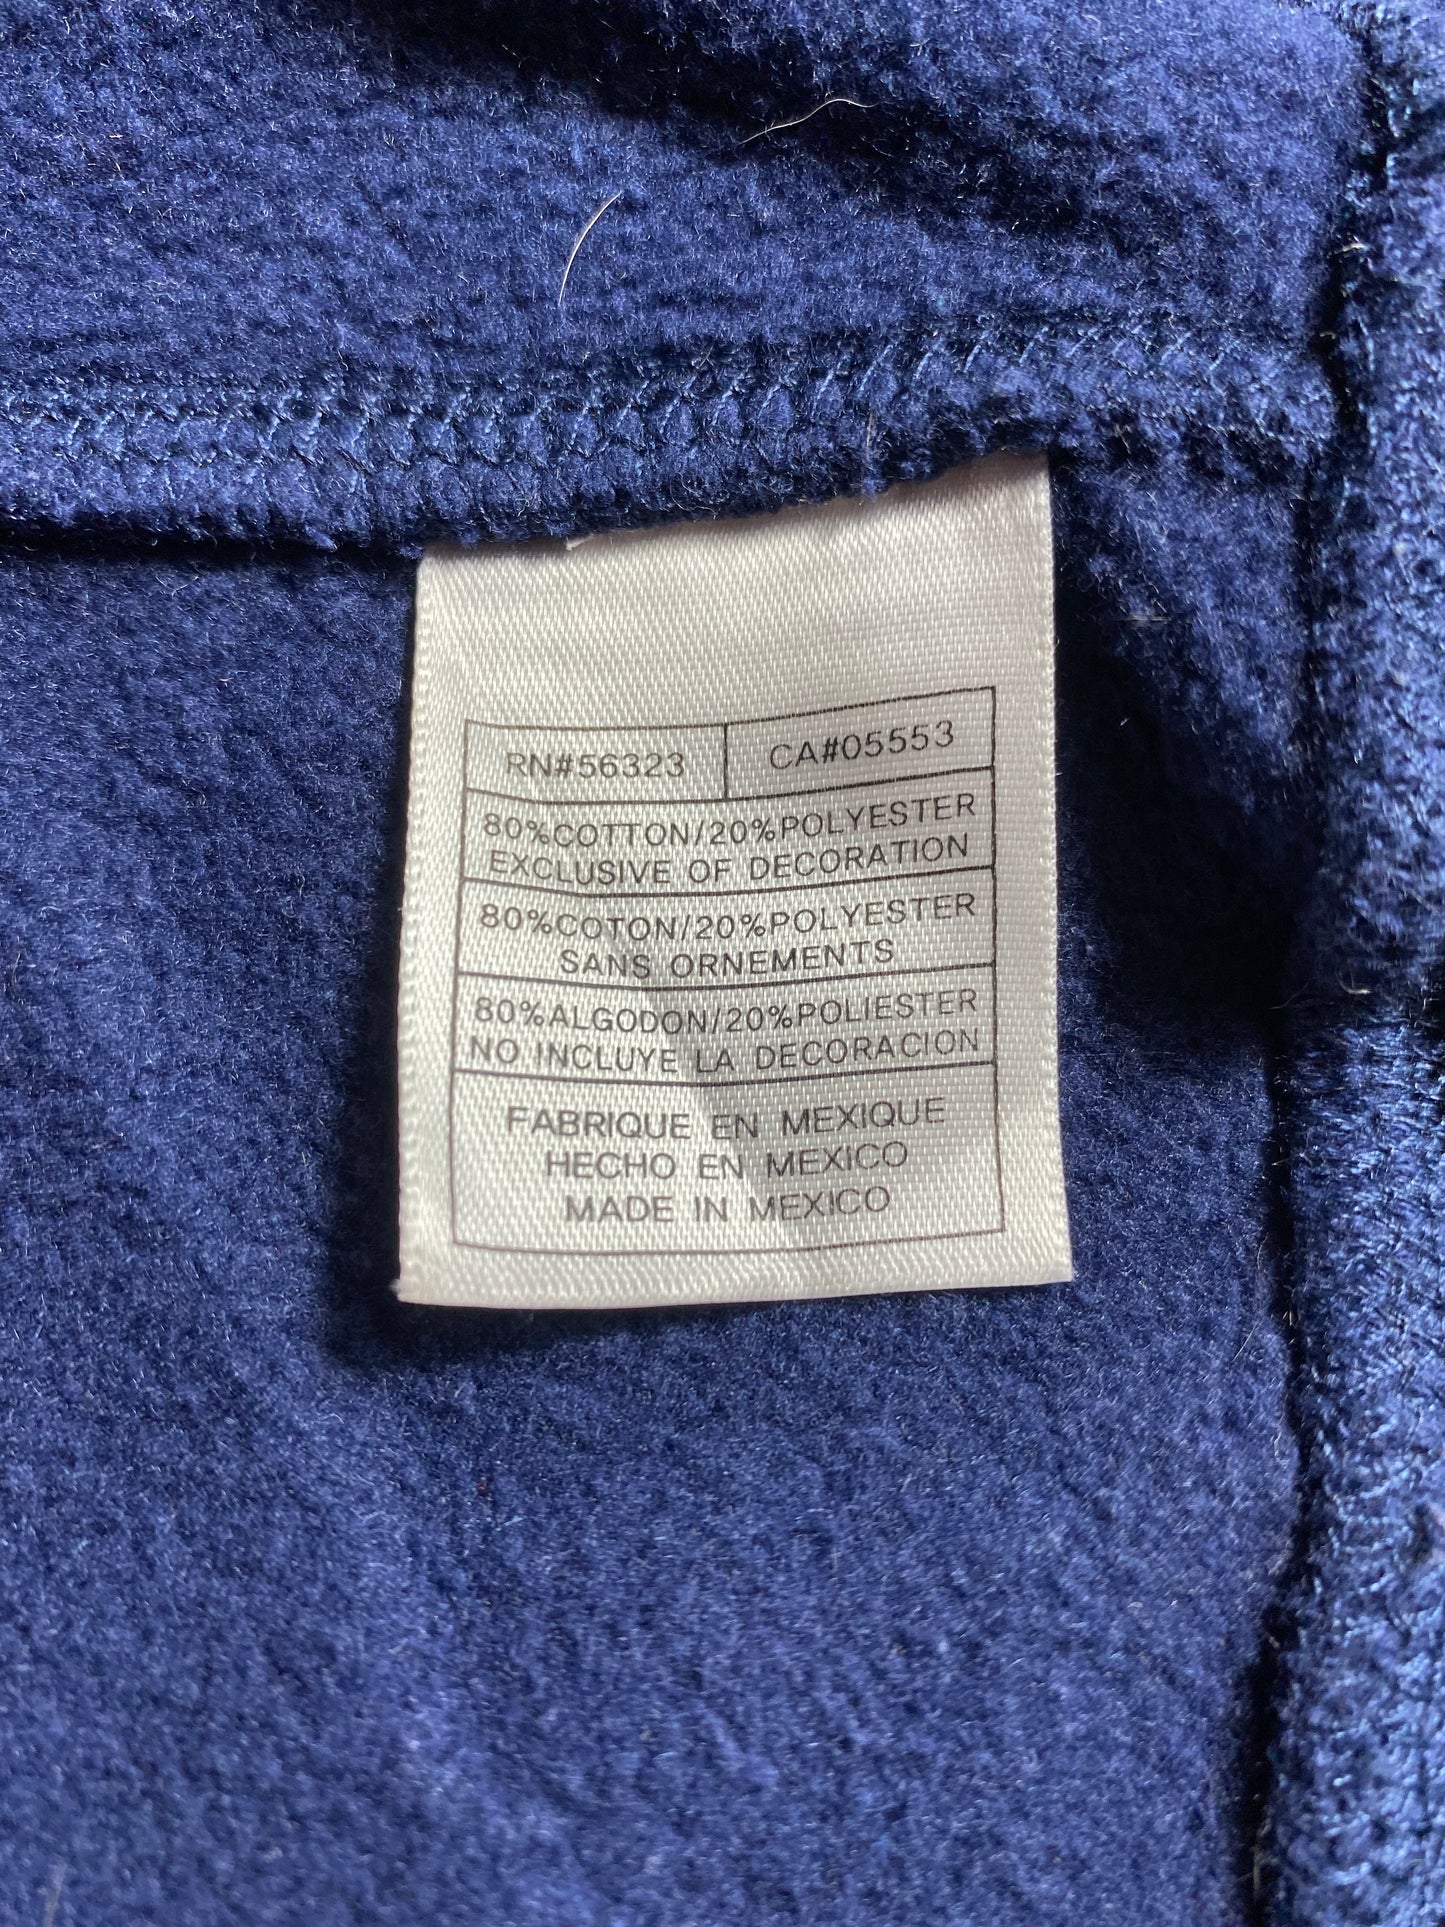 RN#56323 CA#05553
80%COTTON/20%POLYESTER
EXCLUSIVE OF DECORATION
80%COTON/20%POLYESTER
SANS ORNEMENTS
80%ALGODON/20%POLIESTER
NO INCLUYE LA DECORACION
FABRIQUE EN MEXIQUE
HECHO EN MEXICO
MADE IN MEXICO